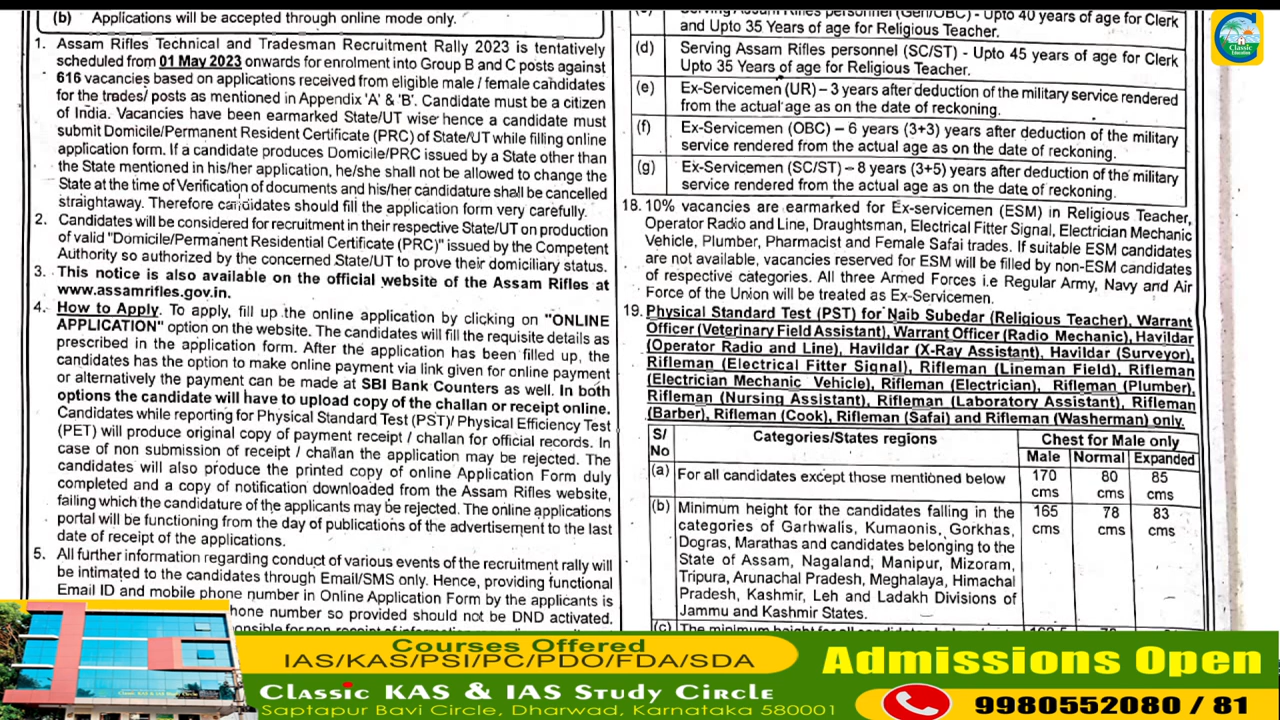 (b) Applications will be accepted through online mode only.
1. Assam Rifles Technical and Tradesman Recruitment Rally 2023 is tentatively
scheduled from 01 May 2023 onwards for enrolment into Group B and C posts against
616 vacancies based on applications received from eligible male / female candidates
for the trades/ posts as mentioned in Appendix 'A' & 'B'. Candidate must be a citizen
of India. Vacancies have been earmarked State/UT wise hence a candidate must
submit Domicile/Permanent Resident Certificate (PRC) of State/UT while filling online
application form. If a candidate produces Domicile/PRC issued by a State other than
the State mentioned in his/her application, he/she shall not be allowed to change the
State at the time of Verification of documents and his/her candidature shall be cancelled
straightaway. Therefore candidates should fill the application form very carefully.
2. Candidates will be considered for recruitment in their respective State/UT on production
of valid "Domicile/Permanent Residential Certificate (PRC)" issued by the Competent
Authority so authorized by the concerned State/UT to prove their domiciliary status.
3. This notice is also available on the official website of the Assam Rifles at
www.assamrifles.gov.in.
4. How to Apply. To apply, fill up the online application by clicking on "ONLINE
APPLICATION" option on the website. The candidates will fill the requisite details as
prescribed in the application form. After the application has been filled up, the
candidates has the option to make online payment via link given for online payment
or alternatively the payment can be made at SBI Bank Counters as well. In both
options the candidate will have to upload copy of the challan or receipt online.
Candidates while reporting for Physical Standard Test (PST)/ Physical Efficiency Test
(PET) will produce original copy of payment receipt / challan for official records. In
case of non submission of receipt / challan the application may be rejected. The
candidates will also produce the printed copy of online Application Form duly
completed and a copy of notification downloaded from the Assam Rifles website,
failing which the candidature of the applicants may be rejected. The online applications
portal will be functioning from the day of publications of the advertisement to the last
date of receipt of the applications.
5. All further information regarding conduct of various events of the recruitment rally will
be intimated to the candidates through Email/SMS only. Hence, providing functional
Email ID and mobile phone number in Online Application Form by the applicants is
hone number so provided should not be DND activated.
Serving Assam Rifles personnel (Gen/OBC) - Upto 40 years of age for Clerk
and Upto 35 Years of age for Religious Teacher.
(d) Serving Assam Rifles personnel (SC/ST) - Upto 45 years of age for Clerk
Upto 35 Years of age for Religious Teacher.
(e) Ex-Servicemen (UR) – 3 years after deduction of the military service rendered
from the actual age as on the date of reckoning.
(f) Ex-Servicemen (OBC) – 6 years (3+3) years after deduction of the military
service rendered from the actual age as on the date of reckoning.
(g) Ex-Servicemen (SC/ST) – 8 years (3+5) years after deduction of the military
service rendered from the actual age as on the date of reckoning.
18. 10% vacancies are earmarked for Ex-servicemen (ESM) in Religious Teacher,
Operator Radio and Line, Draughtsman, Electrical Fitter Signal, Electrician Mechanic
Vehicle, Plumber, Pharmacist and Female Safai trades. If suitable ESM candidates
are not available, vacancies reserved for ESM will be filled by non-ESM candidates
of respective categories. All three Armed Forces i.e Regular Army, Navy and Air
Force of the Union will be treated as Ex-Servicemen.
19. Physical Standard Test (PST) for Naib Subedar (Religious Teacher), Warrant
Officer (Veterinary Field Assistant), Warrant Officer (Radio Mechanic), Havildar
(Operator Radio and Line), Havildar (X-Ray Assistant), Havildar (Surveyor),
Rifleman (Electrical Fitter Signal), Rifleman (Lineman Field), Rifleman
(Electrician Mechanic Vehicle), Rifleman (Electrician), Rifleman (Plumber),
Rifleman (Nursing Assistant), Rifleman (Laboratory Assistant), Rifleman
(Barber), Rifleman (Cook), Rifleman (Safai) and Rifleman (Washerman) only.
S/ No Categories/States regions Chest for Male only
Male Normal Expanded
(a) For all candidates except those mentioned below 170 cms 80 cms 85 cms
(b) Minimum height for the candidates falling in the 165 cms 78 cms 83 cms
categories of Garhwalis, Kumaonis, Gorkhas,
Dogras, Marathas and candidates belonging to the
State of Assam, Nagaland, Manipur, Mizoram,
Tripura, Arunachal Pradesh, Meghalaya, Himachal
Pradesh, Kashmir, Leh and Ladakh Divisions of
Jammu and Kashmir States.
Classic
Education
Courses Offered
IAS/KAS/PSI/PC/PDO/FDA/SDA
Classic KAS & IAS Study Circle
Saptapur Bavi Circle, Dharwad, Karnataka 580001
Admissions Open
9980552080 / 81